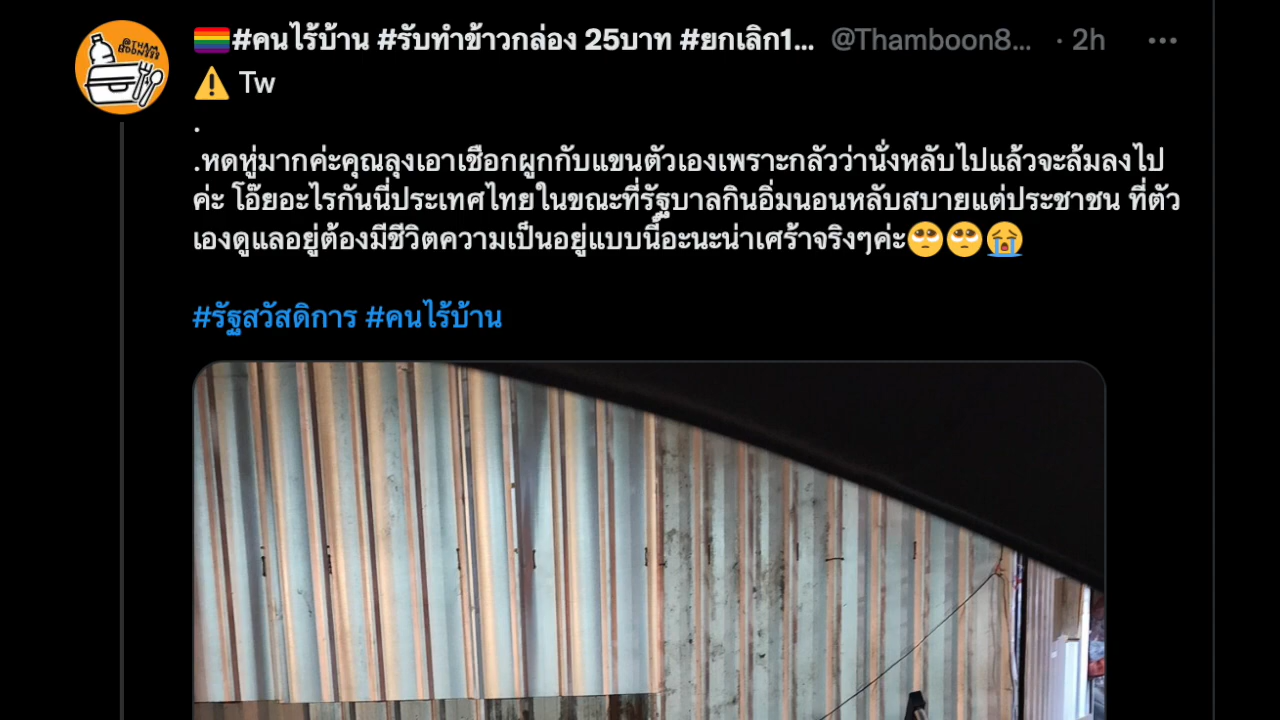 @THAM
BOONESS
🏳️‍🌈#คนไร้บ้าน #รับทำข้าวกล่อง 25บาท #ยกเลิก1... @Thamboon8... · 2h ...
⚠️ Tw
.
.หดหู่มากค่ะคุณลุงเอาเชือกผูกกับแขนตัวเองเพราะกลัวว่านั่งหลับไปแล้วจะล้มลงไป
ค่ะ โอ๊ยอะไรกันนี่ประเทศไทยในขณะที่รัฐบาลกินอิ่มนอนหลับสบายแต่ประชาชน ที่ตัว
เองดูแลอยู่ต้องมีชีวิตความเป็นอยู่แบบนี้อะนะน่าเศร้าจริงๆค่ะ🥺🥺😭
#รัฐสวัสดิการ #คนไร้บ้าน